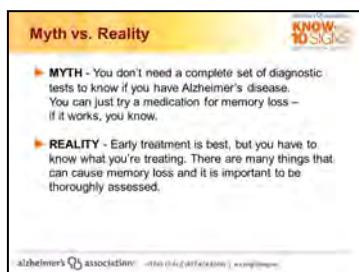 Myth vs. Reality
KNOW
10 SIGNS
MYTH - You don't need a complete set of diagnostic
tests to know if you have Alzheimer's disease.
You can just try a medication for memory loss –
if it works, you know.
REALITY - Early treatment is best, but you have to
know what you're treating. There are many things that
can cause memory loss and it is important to be
thoroughly assessed.
alzheimer's association